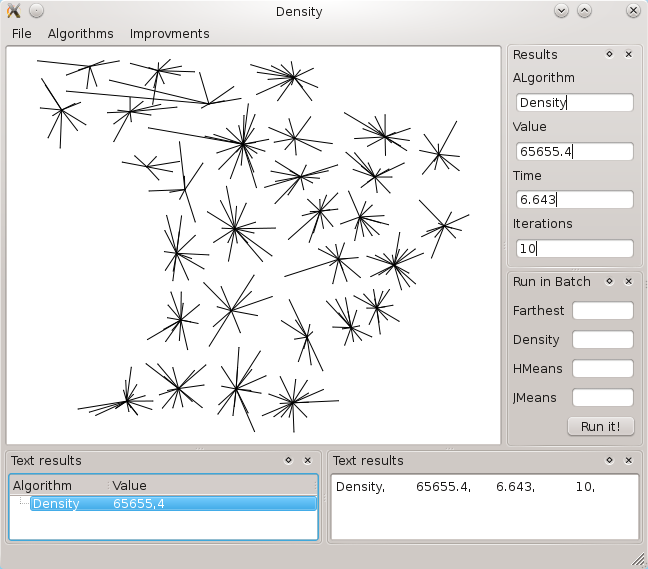 Density
File Algorithms Improvments
Results
ALgorithm
Density
Value
65655.4
Time
6.643
Iterations
10
Run in Batch
Farthest
Density
HMeans
JMeans
Run it!
Text results
Algorithm Value
Density 65655,4
Text results
Density, 65655.4, 6.643, 10,